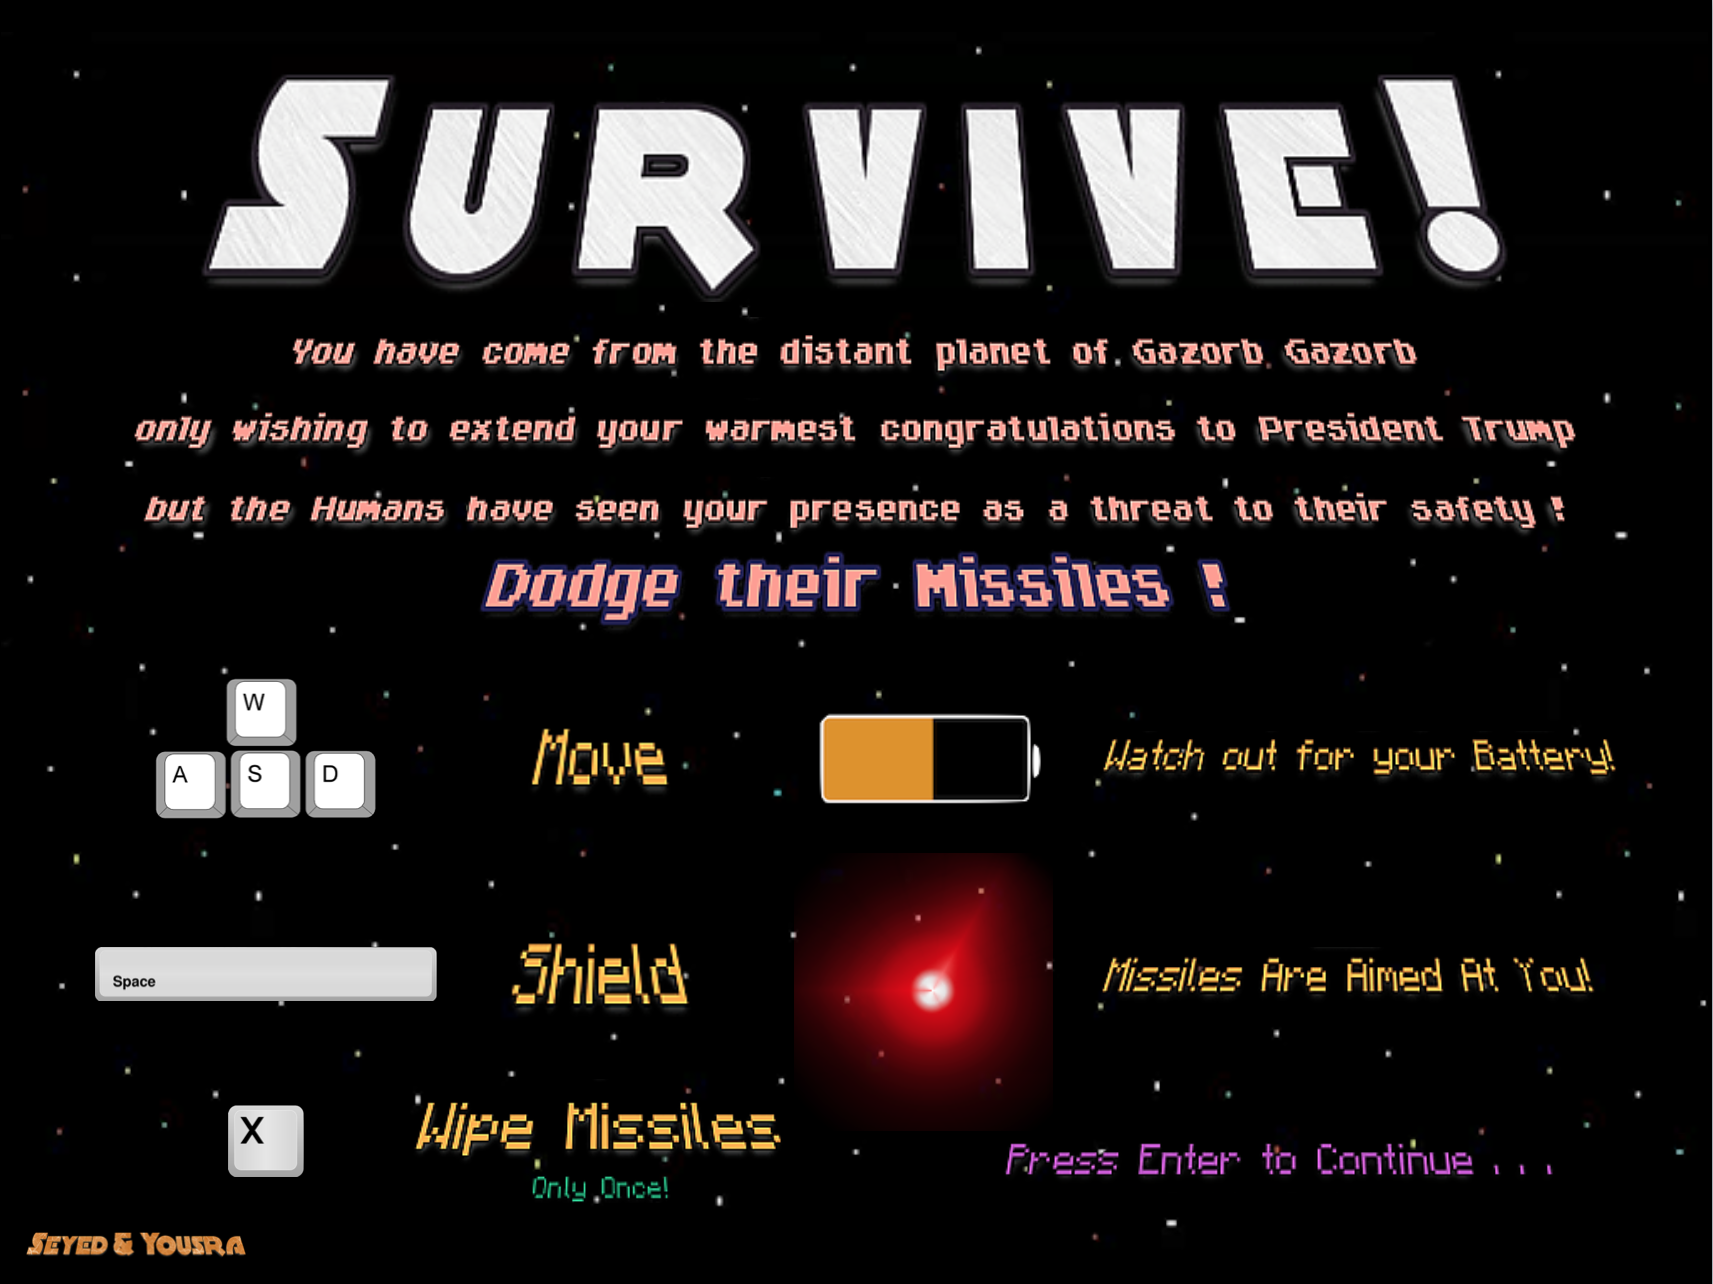 SURVIVE!
You have come from the distant planet of Gazorb Gazorb
only wishing to extend your warmest congratulations to President Trump
but the Humans have seen your presence as a threat to their safety !
Dodge their Missiles !
W
A S D
Move
Watch out for your Battery!
Space
Shield
Missiles Are Aimed At You!
X
Wipe Missiles
Only Once!
Press Enter to Continue . . .
SEYED & YOUSRA